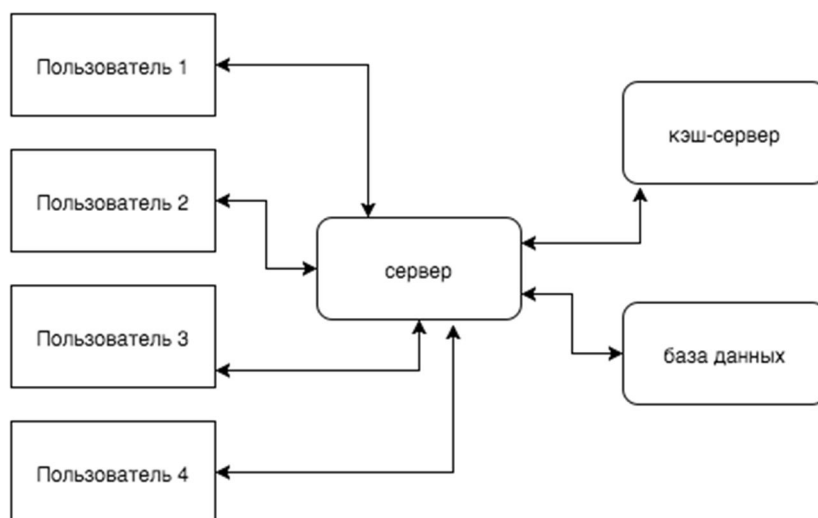 Пользователь 1
Пользователь 2
Пользователь 3
Пользователь 4
сервер
кэш-сервер
база данных